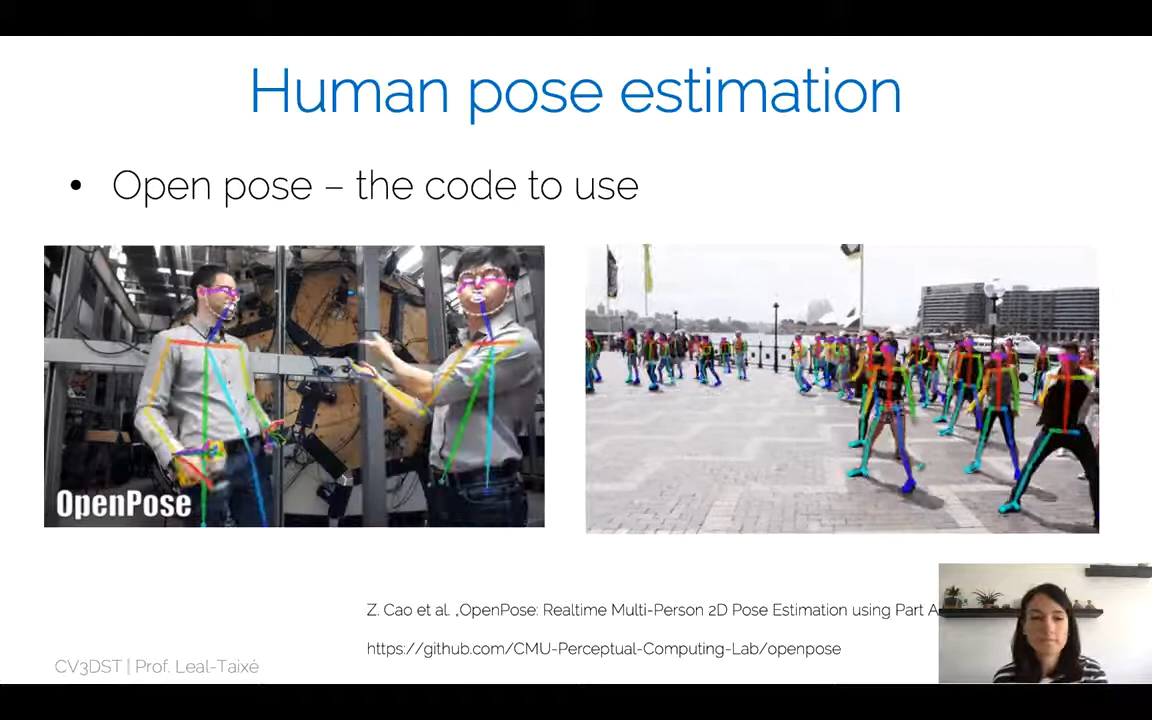 Human pose estimation
• Open pose – the code to use
OpenPose
Z. Cao et al. „OpenPose: Realtime Multi-Person 2D Pose Estimation using Part
https://github.com/CMU-Perceptual-Computing-Lab/openpose
CV3DST | Prof. Leal-Taixé